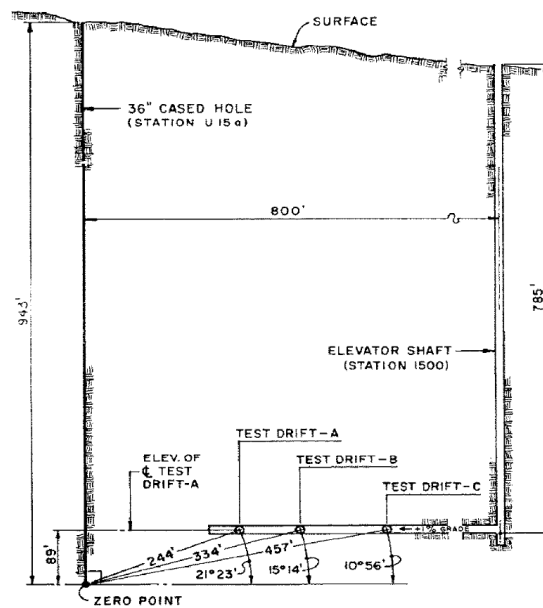 SURFACE
36" CASED HOLE
(STATION U 15 a)
800'
943'
785'
ELEVATOR SHAFT
(STATION 1500)
TEST DRIFT-A
ELEV. OF
℄ TEST
DRIFT-A
TEST DRIFT-B
TEST DRIFT-C
+1% GRADE
89'
244'
334'
457'
21°23'
15°14'
10°56'
ZERO POINT